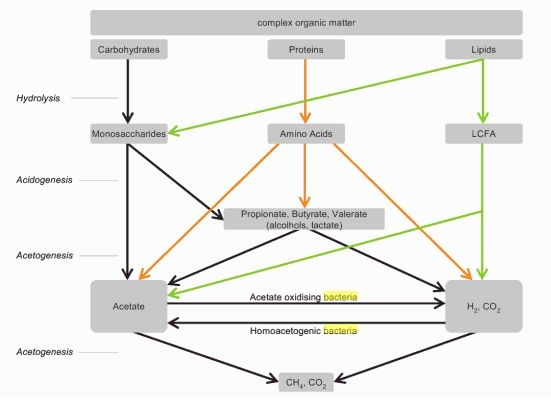 complex organic matter
Carbohydrates
Proteins
Lipids
Hydrolysis
Monosaccharides
Amino Acids
LCFA
Acidogenesis
Propionate, Butyrate, Valerate
(alcohols, lactate)
Acetogenesis
Acetate
Acetate oxidising bacteria
H₂, CO₂
Homoacetogenic bacteria
Acetogenesis
CH₄, CO₂